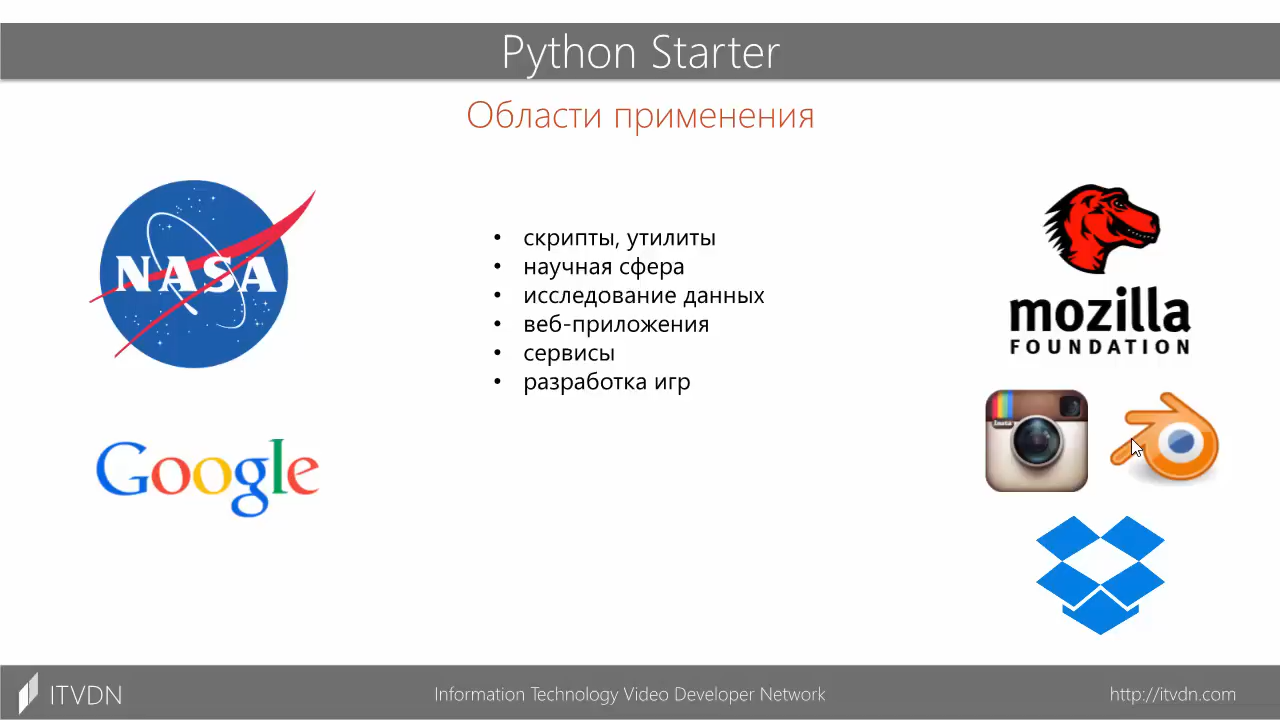 Python Starter
Области применения
NASA
Google
• скрипты, утилиты
• научная сфера
• исследование данных
• веб-приложения
• сервисы
• разработка игр
mozilla
FOUNDATION
Insta
ITVDN
Information Technology Video Developer Network
http://itvdn.com